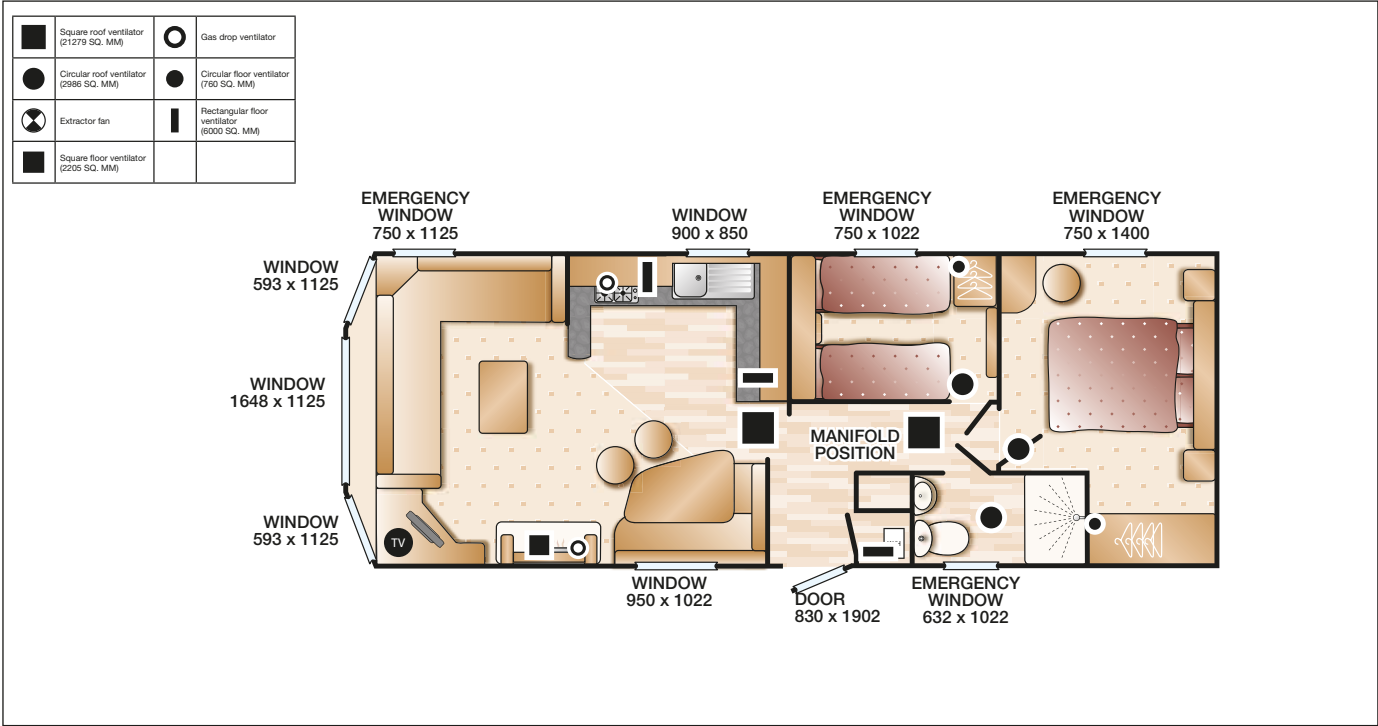 Square roof ventilator
(21279 SQ. MM)
Gas drop ventilator
Circular roof ventilator
(2986 SQ. MM)
Circular floor ventilator
(760 SQ. MM)
Extractor fan
Rectangular floor
ventilator
(6000 SQ. MM)
Square floor ventilator
(2205 SQ. MM)
EMERGENCY
WINDOW
750 x 1125
WINDOW
900 x 850
EMERGENCY
WINDOW
750 x 1022
EMERGENCY
WINDOW
750 x 1400
WINDOW
593 x 1125
WINDOW
1648 x 1125
MANIFOLD
POSITION
WINDOW
593 x 1125
TV
WINDOW
950 x 1022
DOOR
830 x 1902
EMERGENCY
WINDOW
632 x 1022